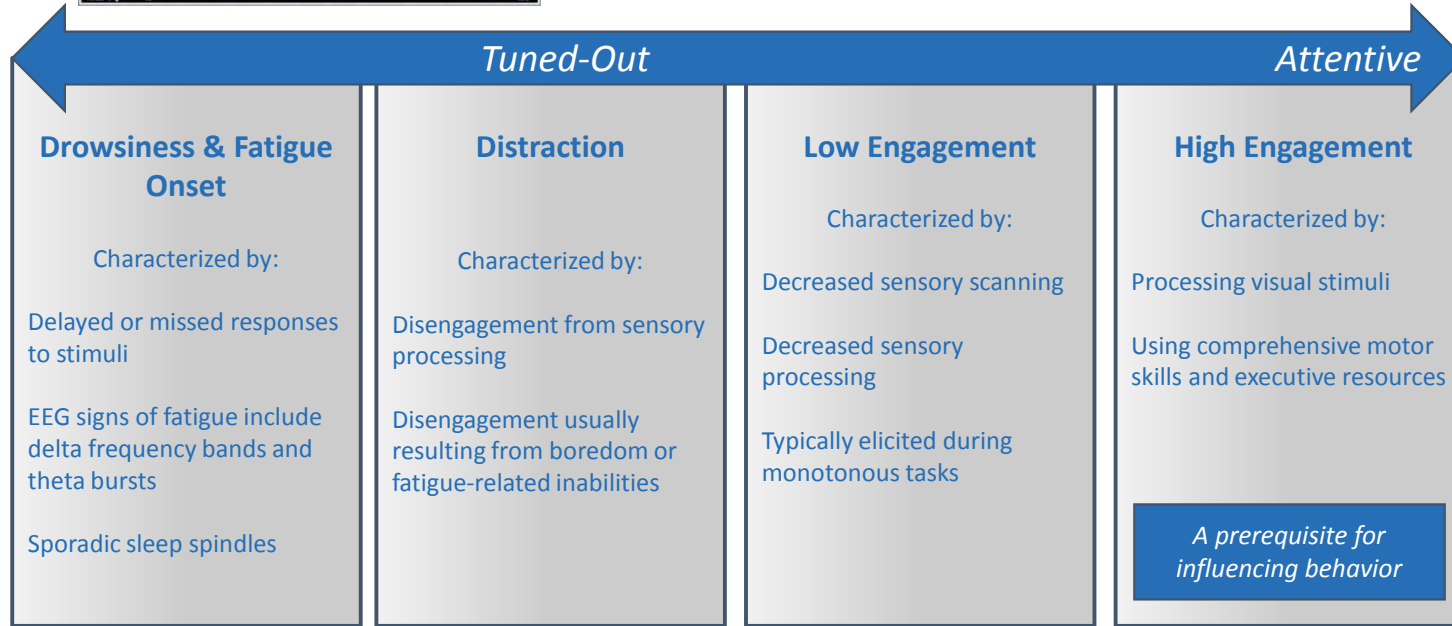 Tuned-Out
Attentive
Drowsiness & Fatigue
Onset
Characterized by:
Delayed or missed responses
to stimuli
EEG signs of fatigue include
delta frequency bands and
theta bursts
Sporadic sleep spindles
Distraction
Characterized by:
Disengagement from sensory
processing
Disengagement usually
resulting from boredom or
fatigue-related inabilities
Low Engagement
Characterized by:
Decreased sensory scanning
Decreased sensory
processing
Typically elicited during
monotonous tasks
High Engagement
Characterized by:
Processing visual stimuli
Using comprehensive motor
skills and executive resources
A prerequisite for
influencing behavior